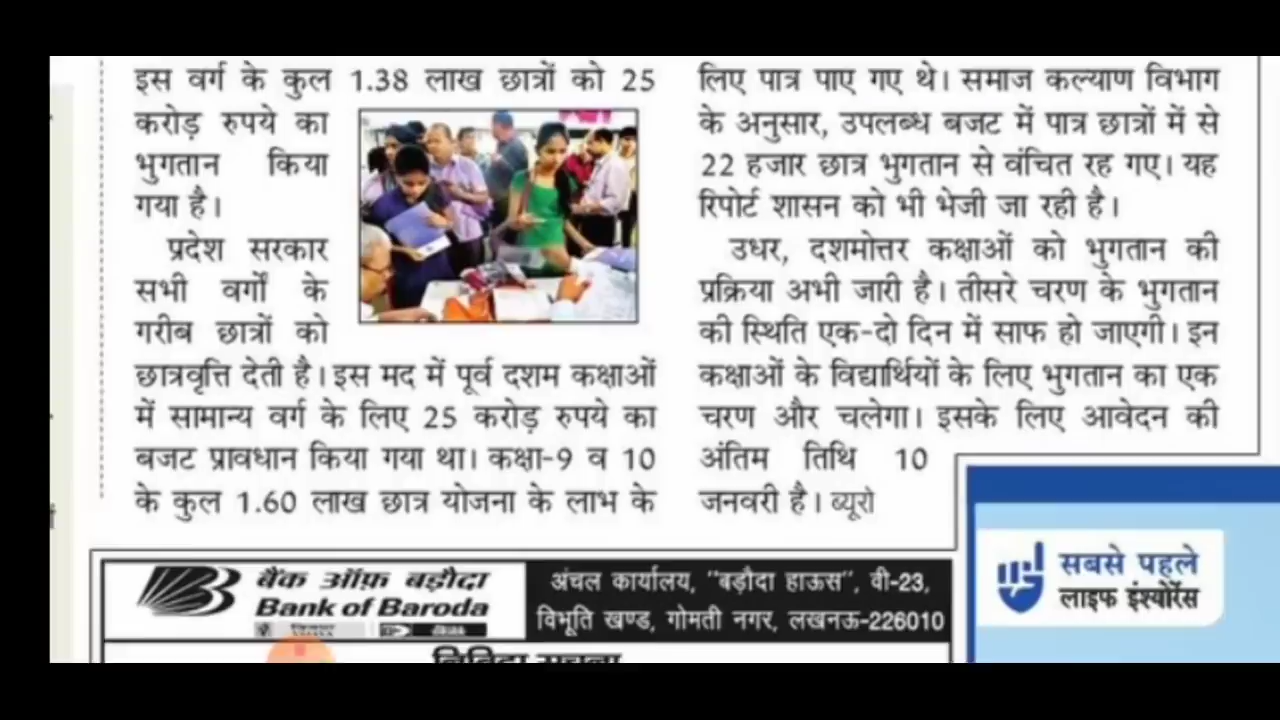 इस वर्ग के कुल 1.38 लाख छात्रों को 25
करोड़ रुपये का
भुगतान किया
गया है।
प्रदेश सरकार
सभी वर्गों के
गरीब छात्रों को
छात्रवृत्ति देती है। इस मद में पूर्व दशम कक्षाओं
में सामान्य वर्ग के लिए 25 करोड़ रुपये का
बजट प्रावधान किया गया था। कक्षा-9 व 10
के कुल 1.60 लाख छात्र योजना के लाभ के
लिए पात्र पाए गए थे। समाज कल्याण विभाग
के अनुसार, उपलब्ध बजट में पात्र छात्रों में से
22 हजार छात्र भुगतान से वंचित रह गए। यह
रिपोर्ट शासन को भी भेजी जा रही है।
उधर, दशमोत्तर कक्षाओं को भुगतान की
प्रक्रिया अभी जारी है। तीसरे चरण के भुगतान
की स्थिति एक-दो दिन में साफ हो जाएगी। इन
कक्षाओं के विद्यार्थियों के लिए भुगतान का एक
चरण और चलेगा। इसके लिए आवेदन की
अंतिम तिथि 10
जनवरी है। ब्यूरो
बैंक ऑफ़ बड़ौदा
Bank of Baroda
अंचल कार्यालय, "बड़ौदा हाऊस", वी-23,
विभूति खण्ड, गोमती नगर, लखनऊ-226010
सबसे पहले
लाइफ इंश्योरेंस